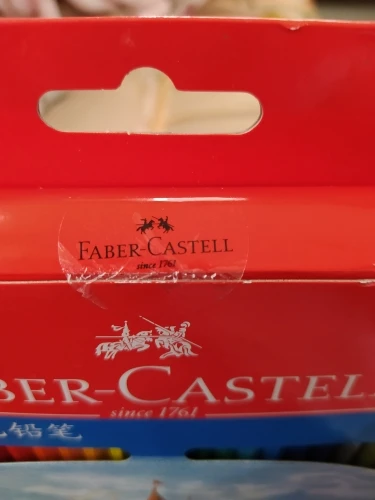 FABER-CASTELL
since 1761
BER-CASTELL
since 1761
铅笔